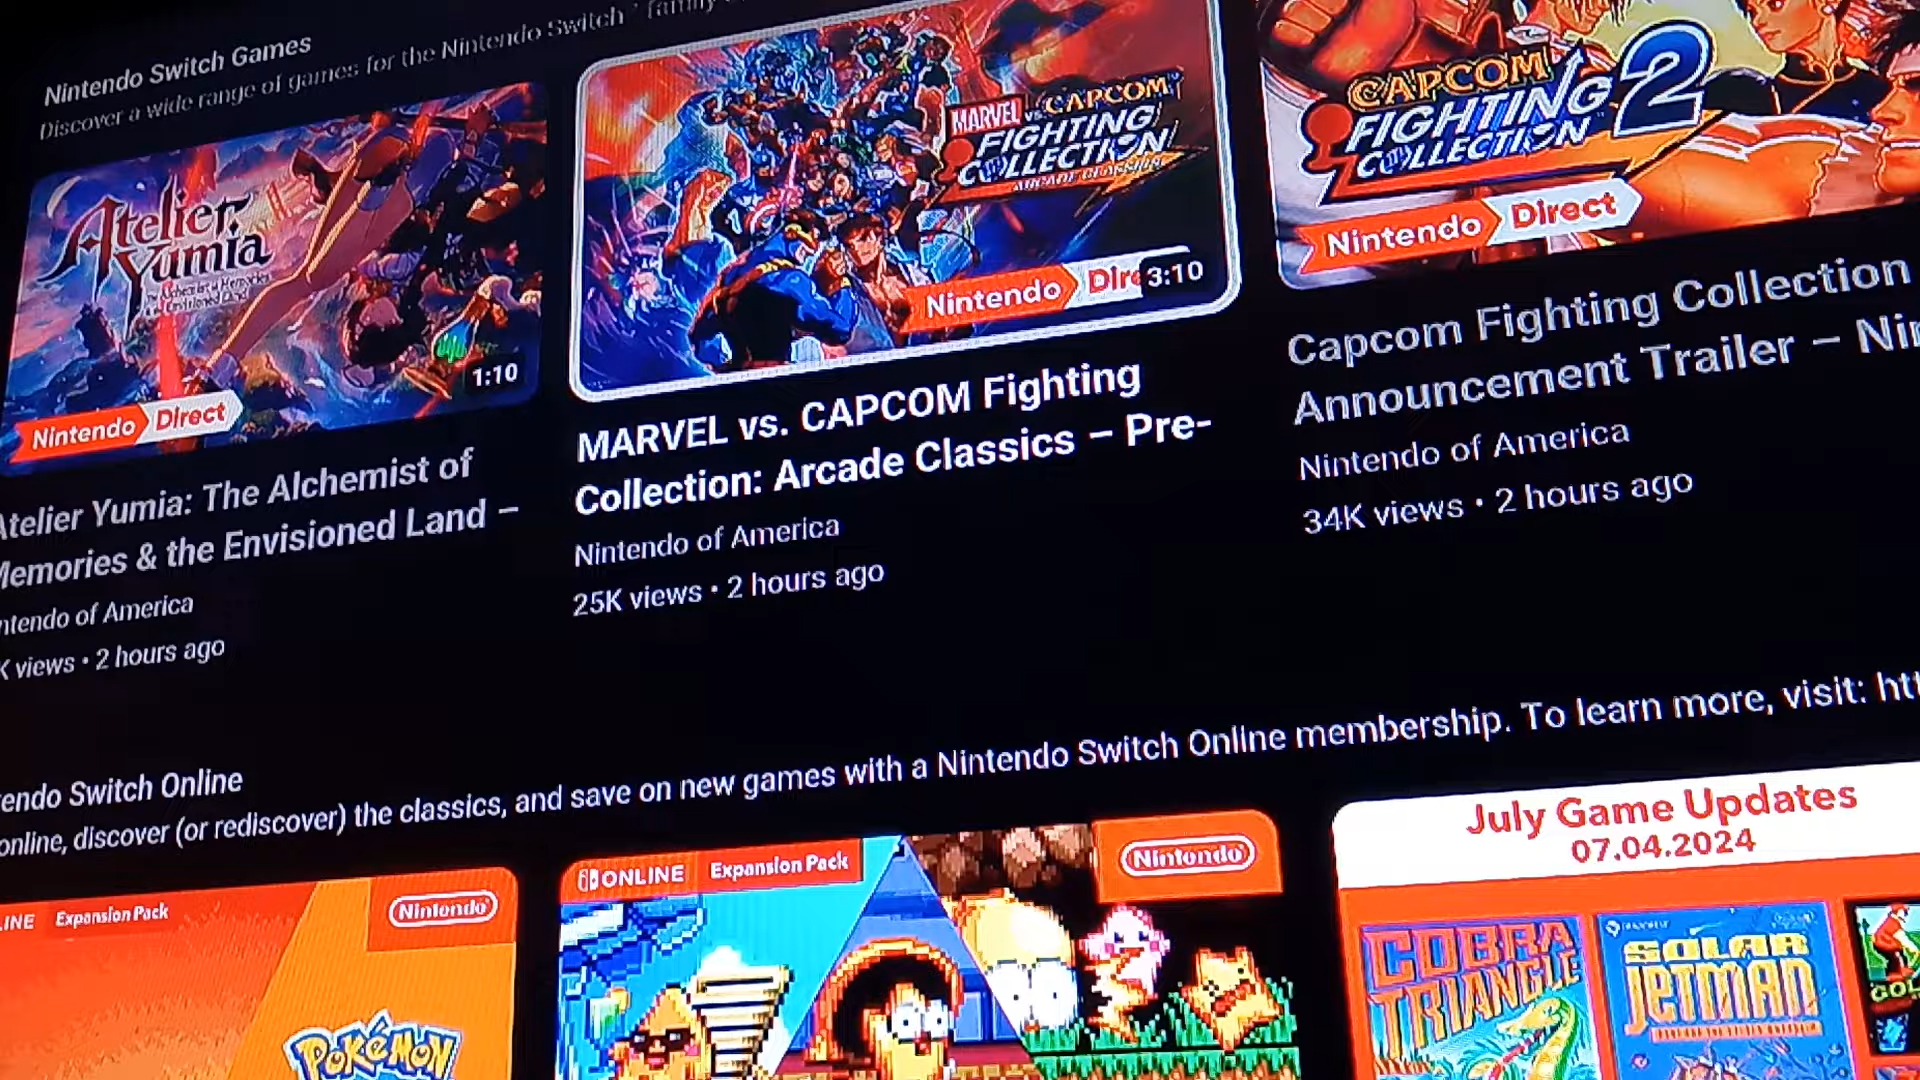 Nintendo Switch Games
Discover a wide range of games for the Nintendo Switch family
Atelier
Yumia
1:10
Nintendo Direct
Atelier Yumia: The Alchemist of
Memories & the Envisioned Land –
ntendo of America
K views • 2 hours ago
MARVEL vs. CAPCOM
FIGHTING
COLLECTION
ARCADE CLASSICS
Nintendo Dire
3:10
MARVEL vs. CAPCOM Fighting
Collection: Arcade Classics – Pre-
Nintendo of America
25K views • 2 hours ago
CAPCOM
FIGHTING 2
COLLECTION
Nintendo Direct
Capcom Fighting Collection
Announcement Trailer – Nin
Nintendo of America
34K views • 2 hours ago
endo Switch Online
online, discover (or rediscover) the classics, and save on new games with a Nintendo Switch Online membership. To learn more, visit: htt
INE Expansion Pack
Nintendo
POKéMON
ONLINE Expansion Pack
Nintendo
July Game Updates
07.04.2024
COBRA
TRIANGLE
SOLAR
JETMAN
GOL